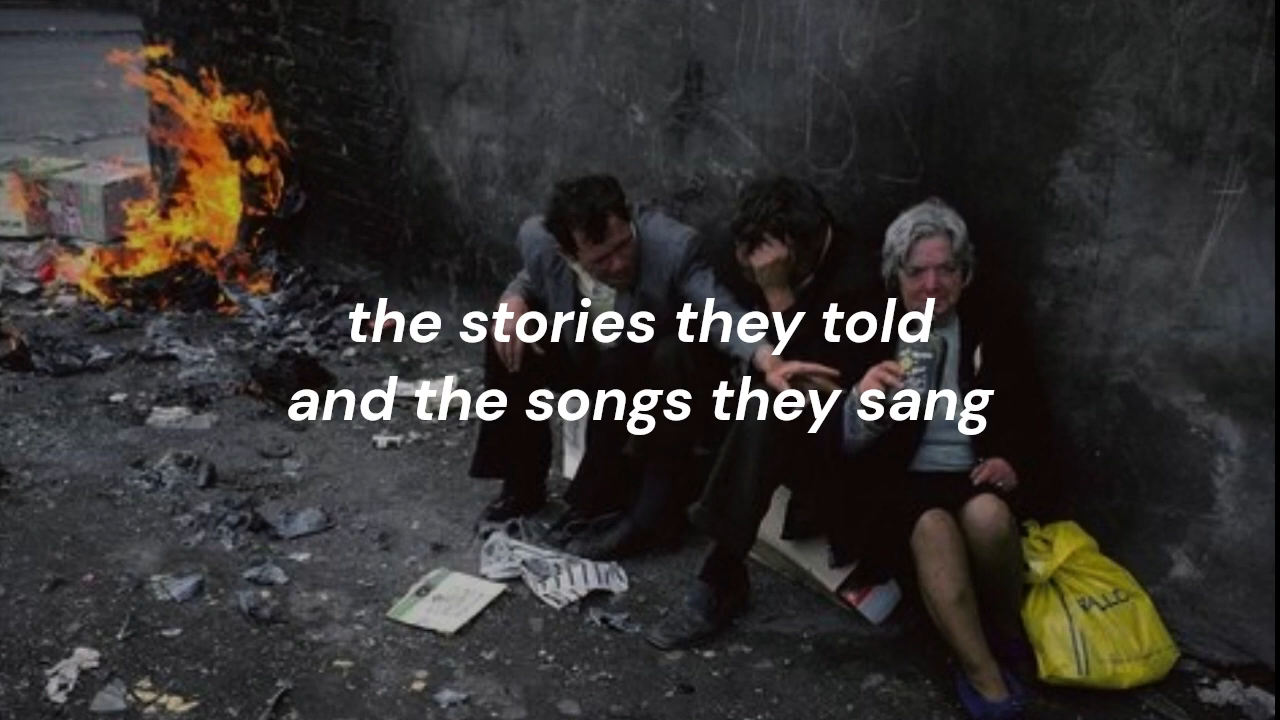 the stories they told
and the songs they sang